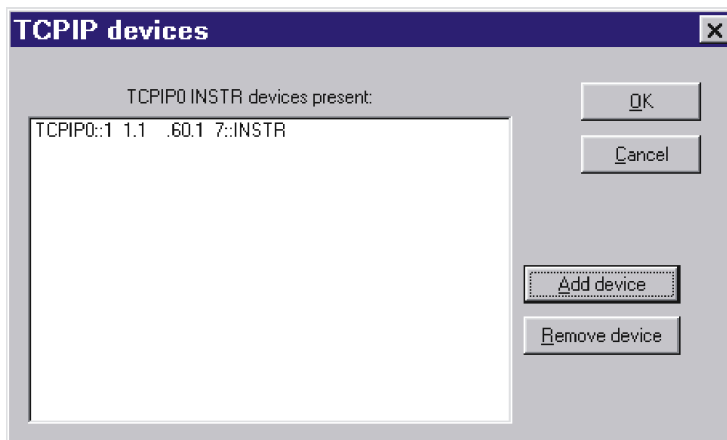 TCPIP devices
TCPIP0 INSTR devices present:
OK
TCPIP0::1 1.1 .60.1 7::INSTR
Cancel
Add device
Remove device